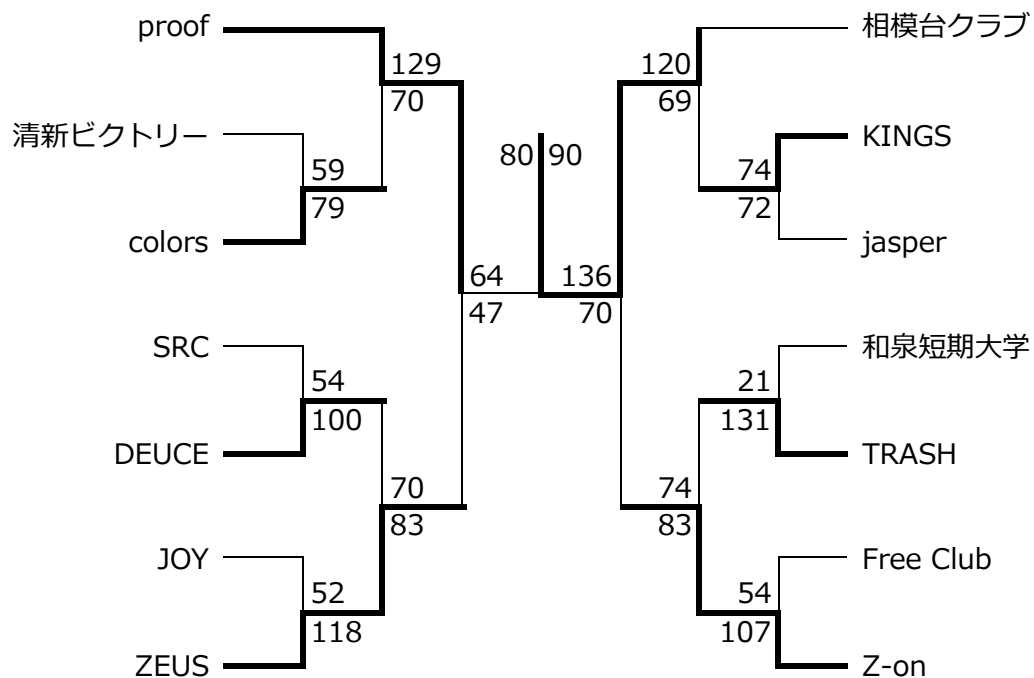 proof
相模台クラブ
129
120
70
69
清新ビクトリー
KINGS
80
90
59
74
79
72
colors
jasper
64
136
47
70
SRC
和泉短期大学
54
21
100
131
DEUCE
TRASH
70
74
83
83
JOY
Free Club
52
54
118
107
ZEUS
Z-on